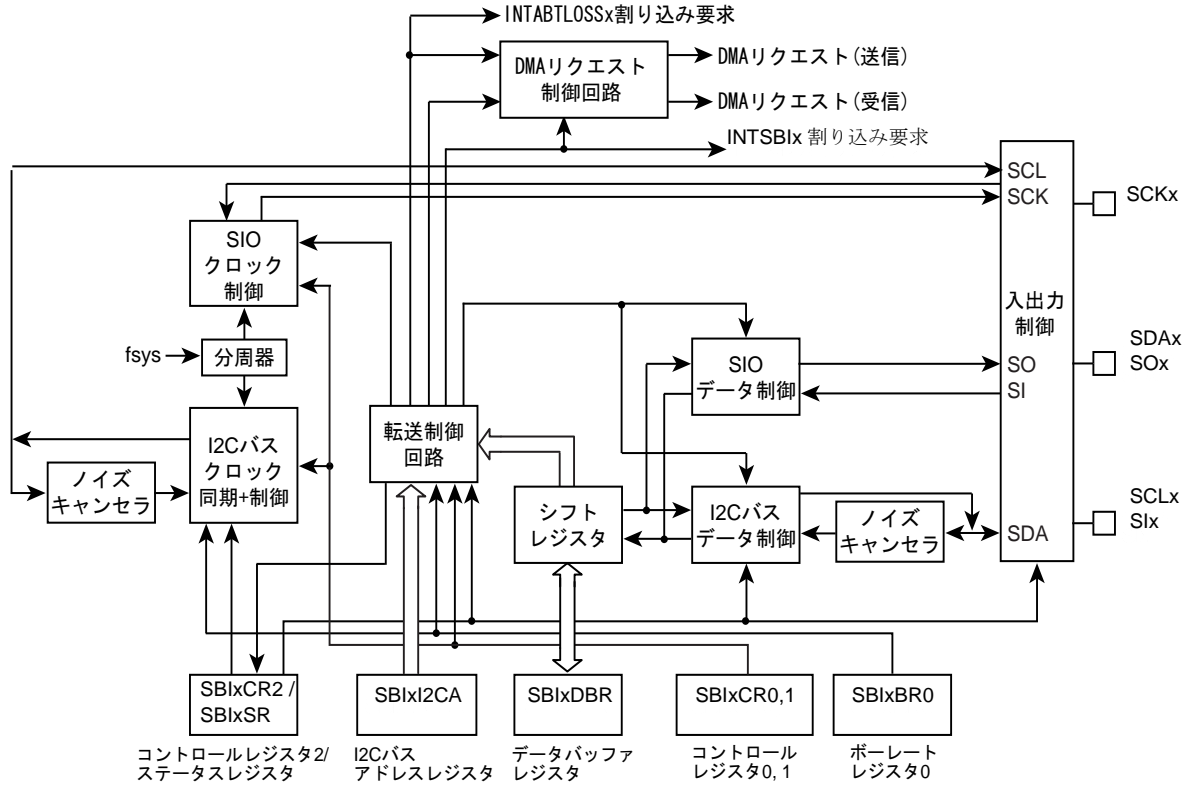 INTABTLOSSx割り込み要求
DMAリクエスト
制御回路
DMAリクエスト(送信)
DMAリクエスト(受信)
INTSBIx 割り込み要求
SCL
SCK
SCKx
SIO
クロック
制御
入出力
制御
fsys
分周器
SIO
データ制御
SO
SI
SDAx
SOx
I2Cバス
クロック
同期+制御
転送制御
回路
ノイズ
キャンセラ
シフト
レジスタ
I2Cバス
データ制御
ノイズ
キャンセラ
SDA
SCLx
SIx
SBIxCR2 /
SBIxSR
SBIxI2CA
SBIxDBR
SBIxCR0,1
SBIxBR0
コントロールレジスタ2/
ステータスレジスタ
I2Cバス
アドレスレジスタ
データバッファ
レジスタ
コントロール
レジスタ0,1
ボーレート
レジスタ0